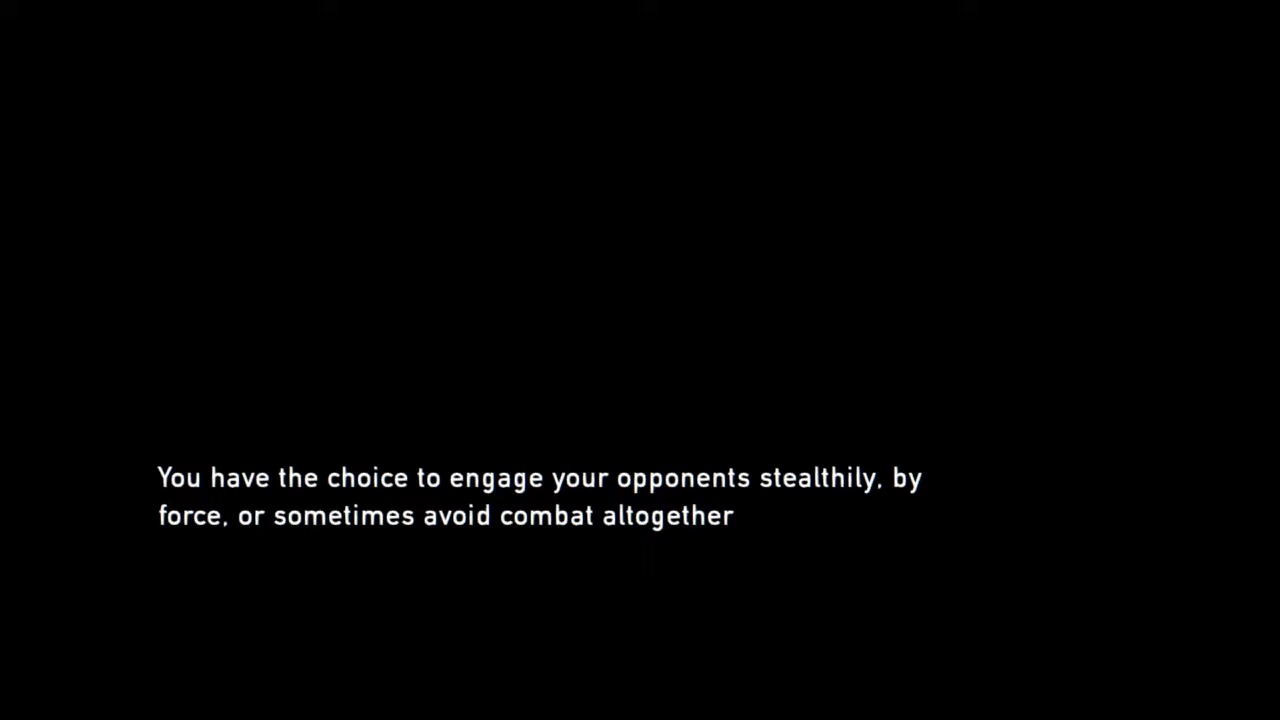 You have the choice to engage your opponents stealthily, by
force, or sometimes avoid combat altogether